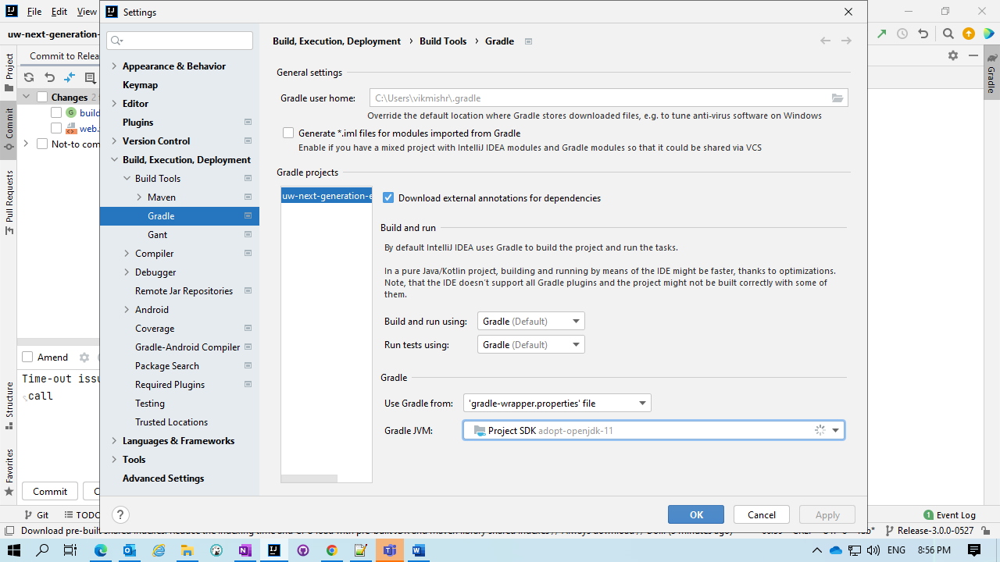 File Edit View
Settings
uw-next-generation-
Project
Commit
Pull Requests
Structure
Favorites
Commit to Relea
Changes 2
build
web.
Not-to com
Amend
Time-out issu
call
Commit
Git
TODO
Appearance & Behavior
Keymap
Editor
Plugins
Version Control
Build, Execution, Deployment
Build Tools
Maven
Gradle
Gant
Compiler
Debugger
Remote Jar Repositories
Android
Coverage
Gradle-Android Compiler
Package Search
Required Plugins
Testing
Trusted Locations
Languages & Frameworks
Tools
Advanced Settings
Build, Execution, Deployment › Build Tools › Gradle
General settings
Gradle user home: C:\Users\vikmishr\.gradle
Override the default location where Gradle stores downloaded files, e.g. to tune anti-virus software on Windows
Generate *.iml files for modules imported from Gradle
Enable if you have a mixed project with IntelliJ IDEA modules and Gradle modules so that it could be shared via VCS
Gradle projects
uw-next-generation-e
Download external annotations for dependencies
Build and run
By default IntelliJ IDEA uses Gradle to build the project and run the tasks.
In a pure Java/Kotlin project, building and running by means of the IDE might be faster, thanks to optimizations.
Note, that the IDE doesn't support all Gradle plugins and the project might not be built correctly with some of
them.
Build and run using: Gradle (Default)
Run tests using: Gradle (Default)
Gradle
Use Gradle from: 'gradle-wrapper.properties' file
Gradle JVM: Project SDK adopt-openjdk-11
? OK Cancel Apply
Gradle
1 Event Log
Release-3.0.0-0527
ENG 8:56 PM